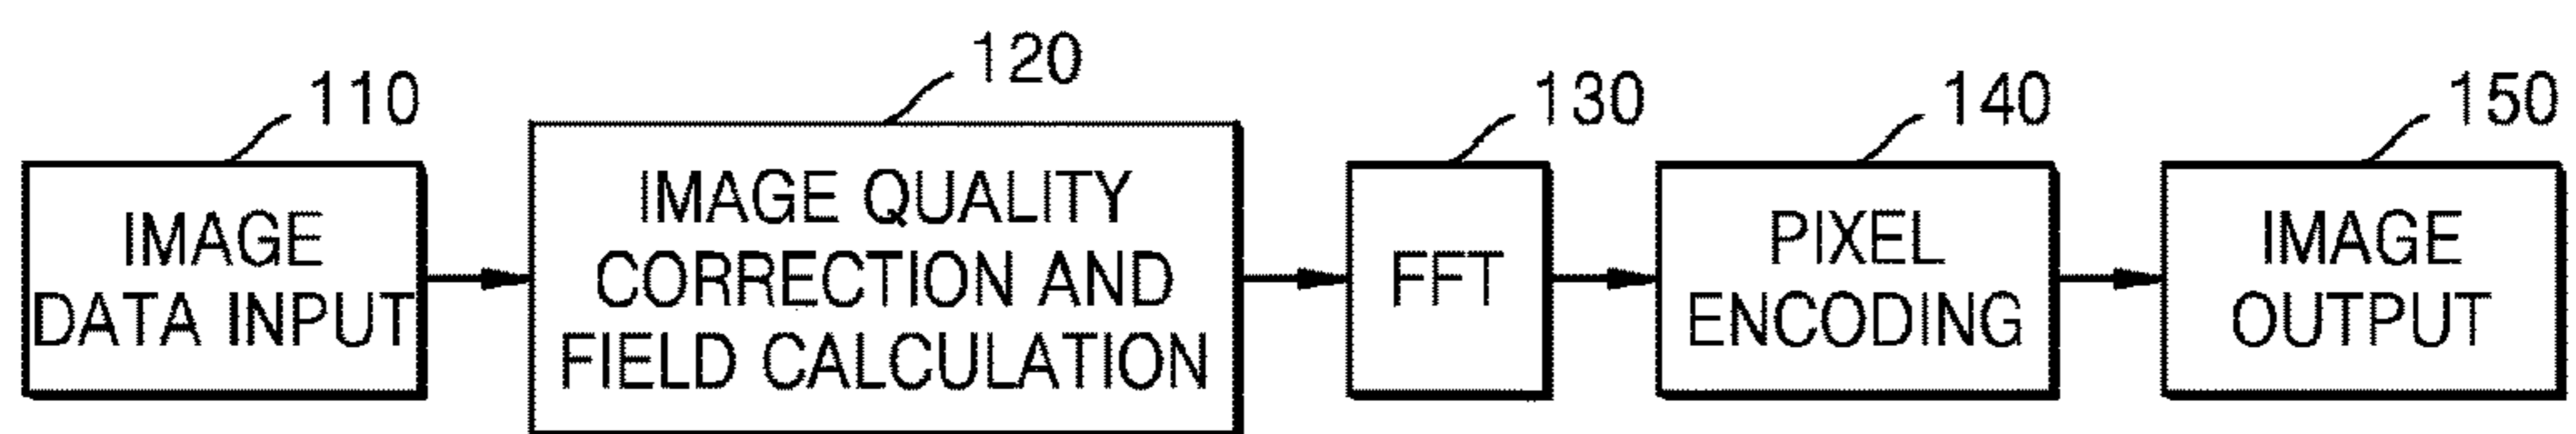 110
IMAGE
DATA INPUT
120
IMAGE QUALITY
CORRECTION AND
FIELD CALCULATION
130
FFT
140
PIXEL
ENCODING
150
IMAGE
OUTPUT